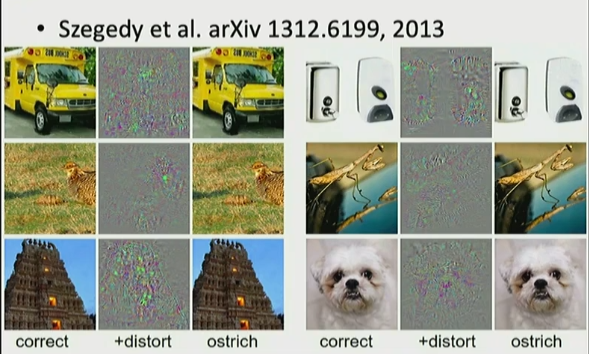 • Szegedy et al. arXiv 1312.6199, 2013
correct +distort ostrich correct +distort ostrich